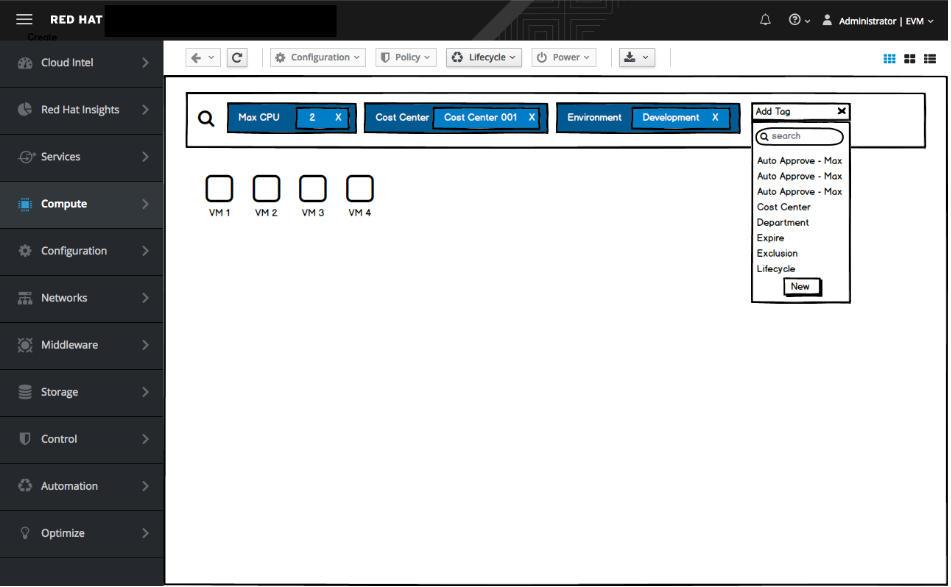 RED HAT
Administrator | EVM
Create
Cloud Intel
Red Hat Insights
Services
Compute
Configuration
Networks
Middleware
Storage
Control
Automation
Optimize
Configuration
Policy
Lifecycle
Power
Max CPU 2 X
Cost Center Cost Center 001 X
Environment Development X
Add Tag X
search
Auto Approve - Max
Auto Approve - Max
Auto Approve - Max
Cost Center
Department
Expire
Exclusion
Lifecycle
New
VM 1
VM 2
VM 3
VM 4